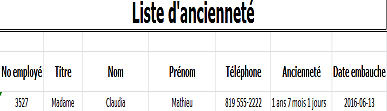 Liste d'ancienneté
No employé Titre Nom Prénom Téléphone Ancienneté Date embauche
3527 Madame Claudia Mathieu 819 555-2222 1 ans 7 mois 1 jours 2016-06-13